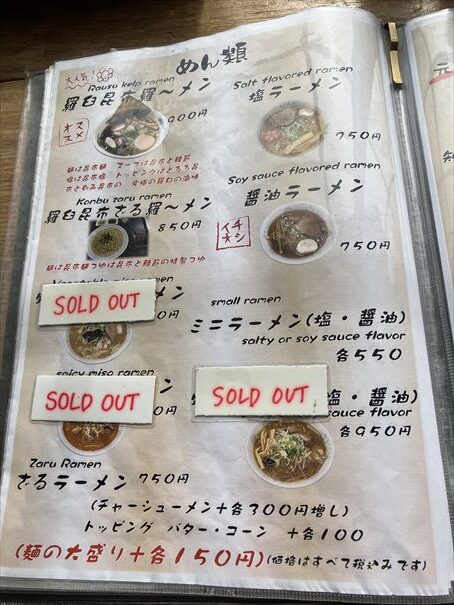 めん類
大人気!
Rausu kelp ramen
羅臼昆布羅〜メン
900円
オススメ
Konbu zaru ramen
羅臼昆布ざる羅〜メン
850円
SOLD OUT
メン
spicy miso ramen
SOLD OUT
ン
Zaru Ramen
ざるラーメン 750円
Salt flavored ramen
塩ラーメン
750円
Soy sauce flavored ramen
醤油ラーメン
イチオシ
750円
small ramen
ミニラーメン(塩・醤油)
salty or soy sauce flavor
各550
SOLD OUT
塩・醤油)
sauce flavor
各950円
(チャーシューメン+各300円増し)
トッピング バター・コーン +各100
(麺の大盛り+各150円)(価格はすべて税込みです)
元